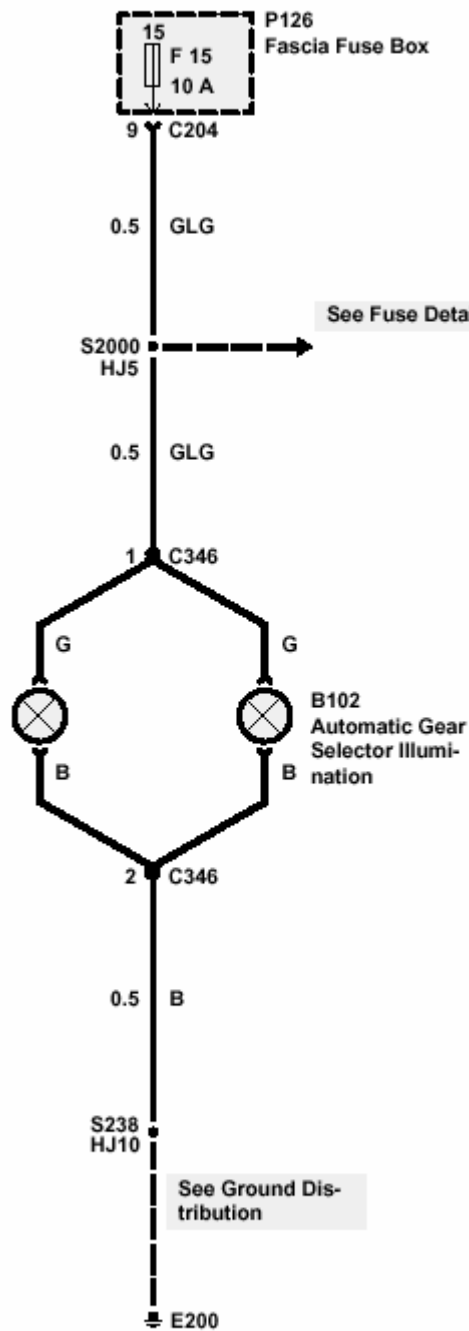 P126
Fascia Fuse Box
15
F 15
10 A
9 C204
0.5 GLG
See Fuse Deta
S2000
HJ5
0.5 GLG
1 C346
G
G
B102
Automatic Gear
Selector Illumi-
nation
B
B
2 C346
0.5 B
S238
HJ10
See Ground Dis-
tribution
E200